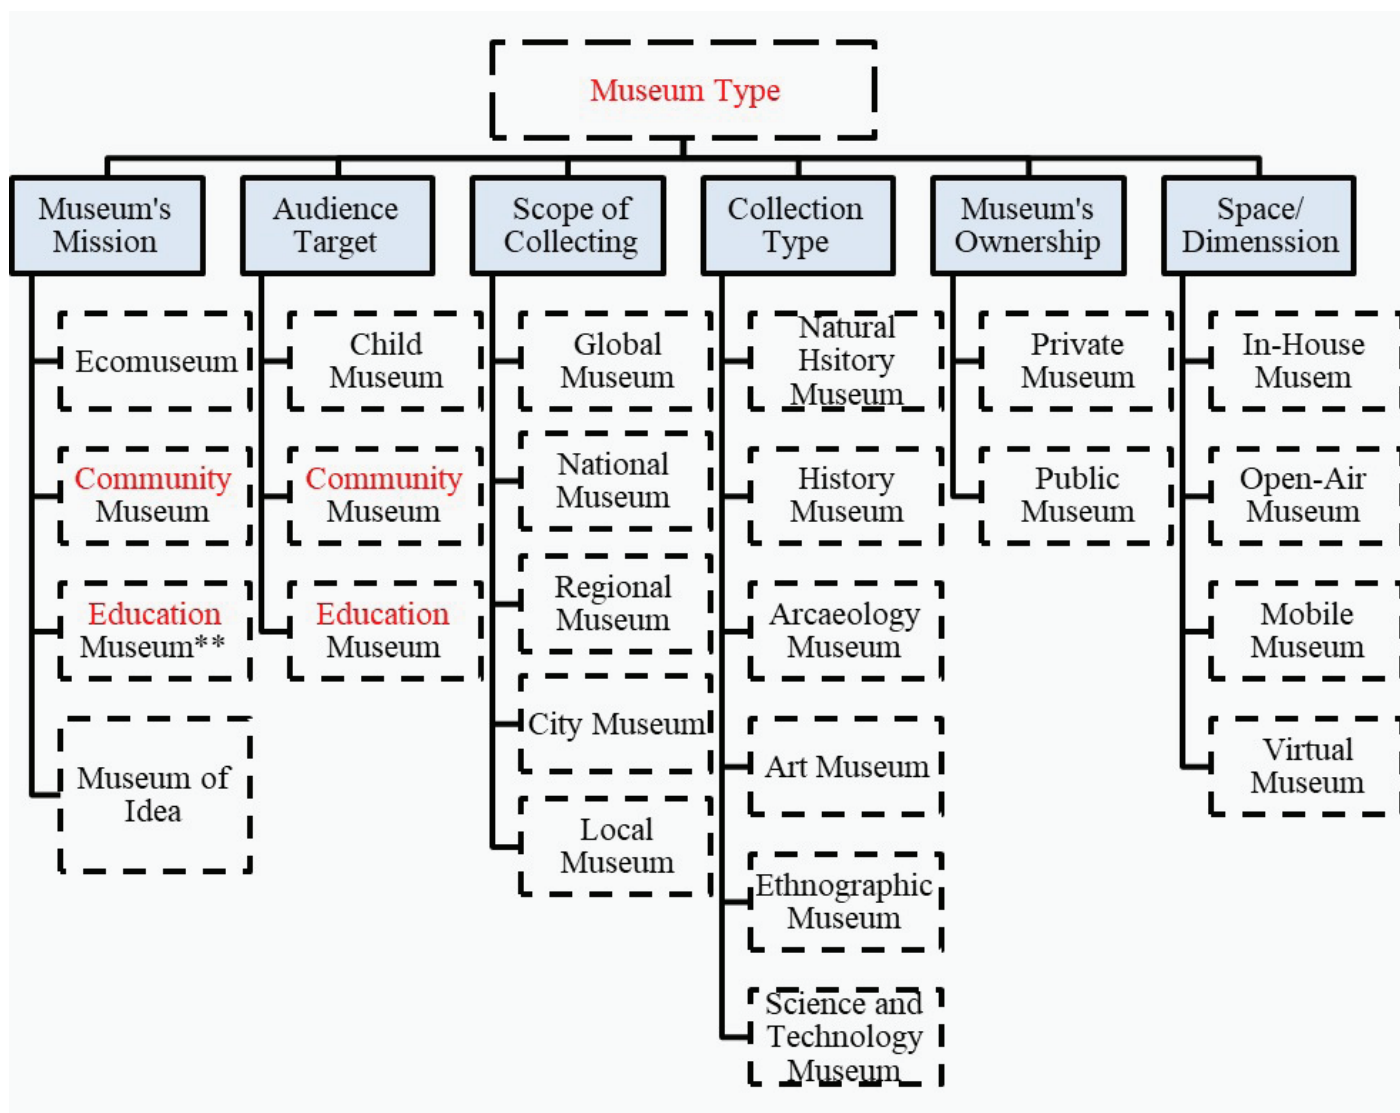 Museum Type
Museum's
Mission
Audience
Target
Scope of
Collecting
Collection
Type
Museum's
Ownership
Space/
Dimenssion
Ecomuseum
Community
Museum
Education
Museum**
Museum of
Idea
Child
Museum
Community
Museum
Education
Museum
Global
Museum
National
Museum
Regional
Museum
City Museum
Local
Museum
Natural
Hsitory
Museum
History
Museum
Arcaeology
Museum
Art Museum
Ethnographic
Museum
Science and
Technology
Museum
Private
Museum
Public
Museum
In-House
Musem
Open-Air
Museum
Mobile
Museum
Virtual
Museum